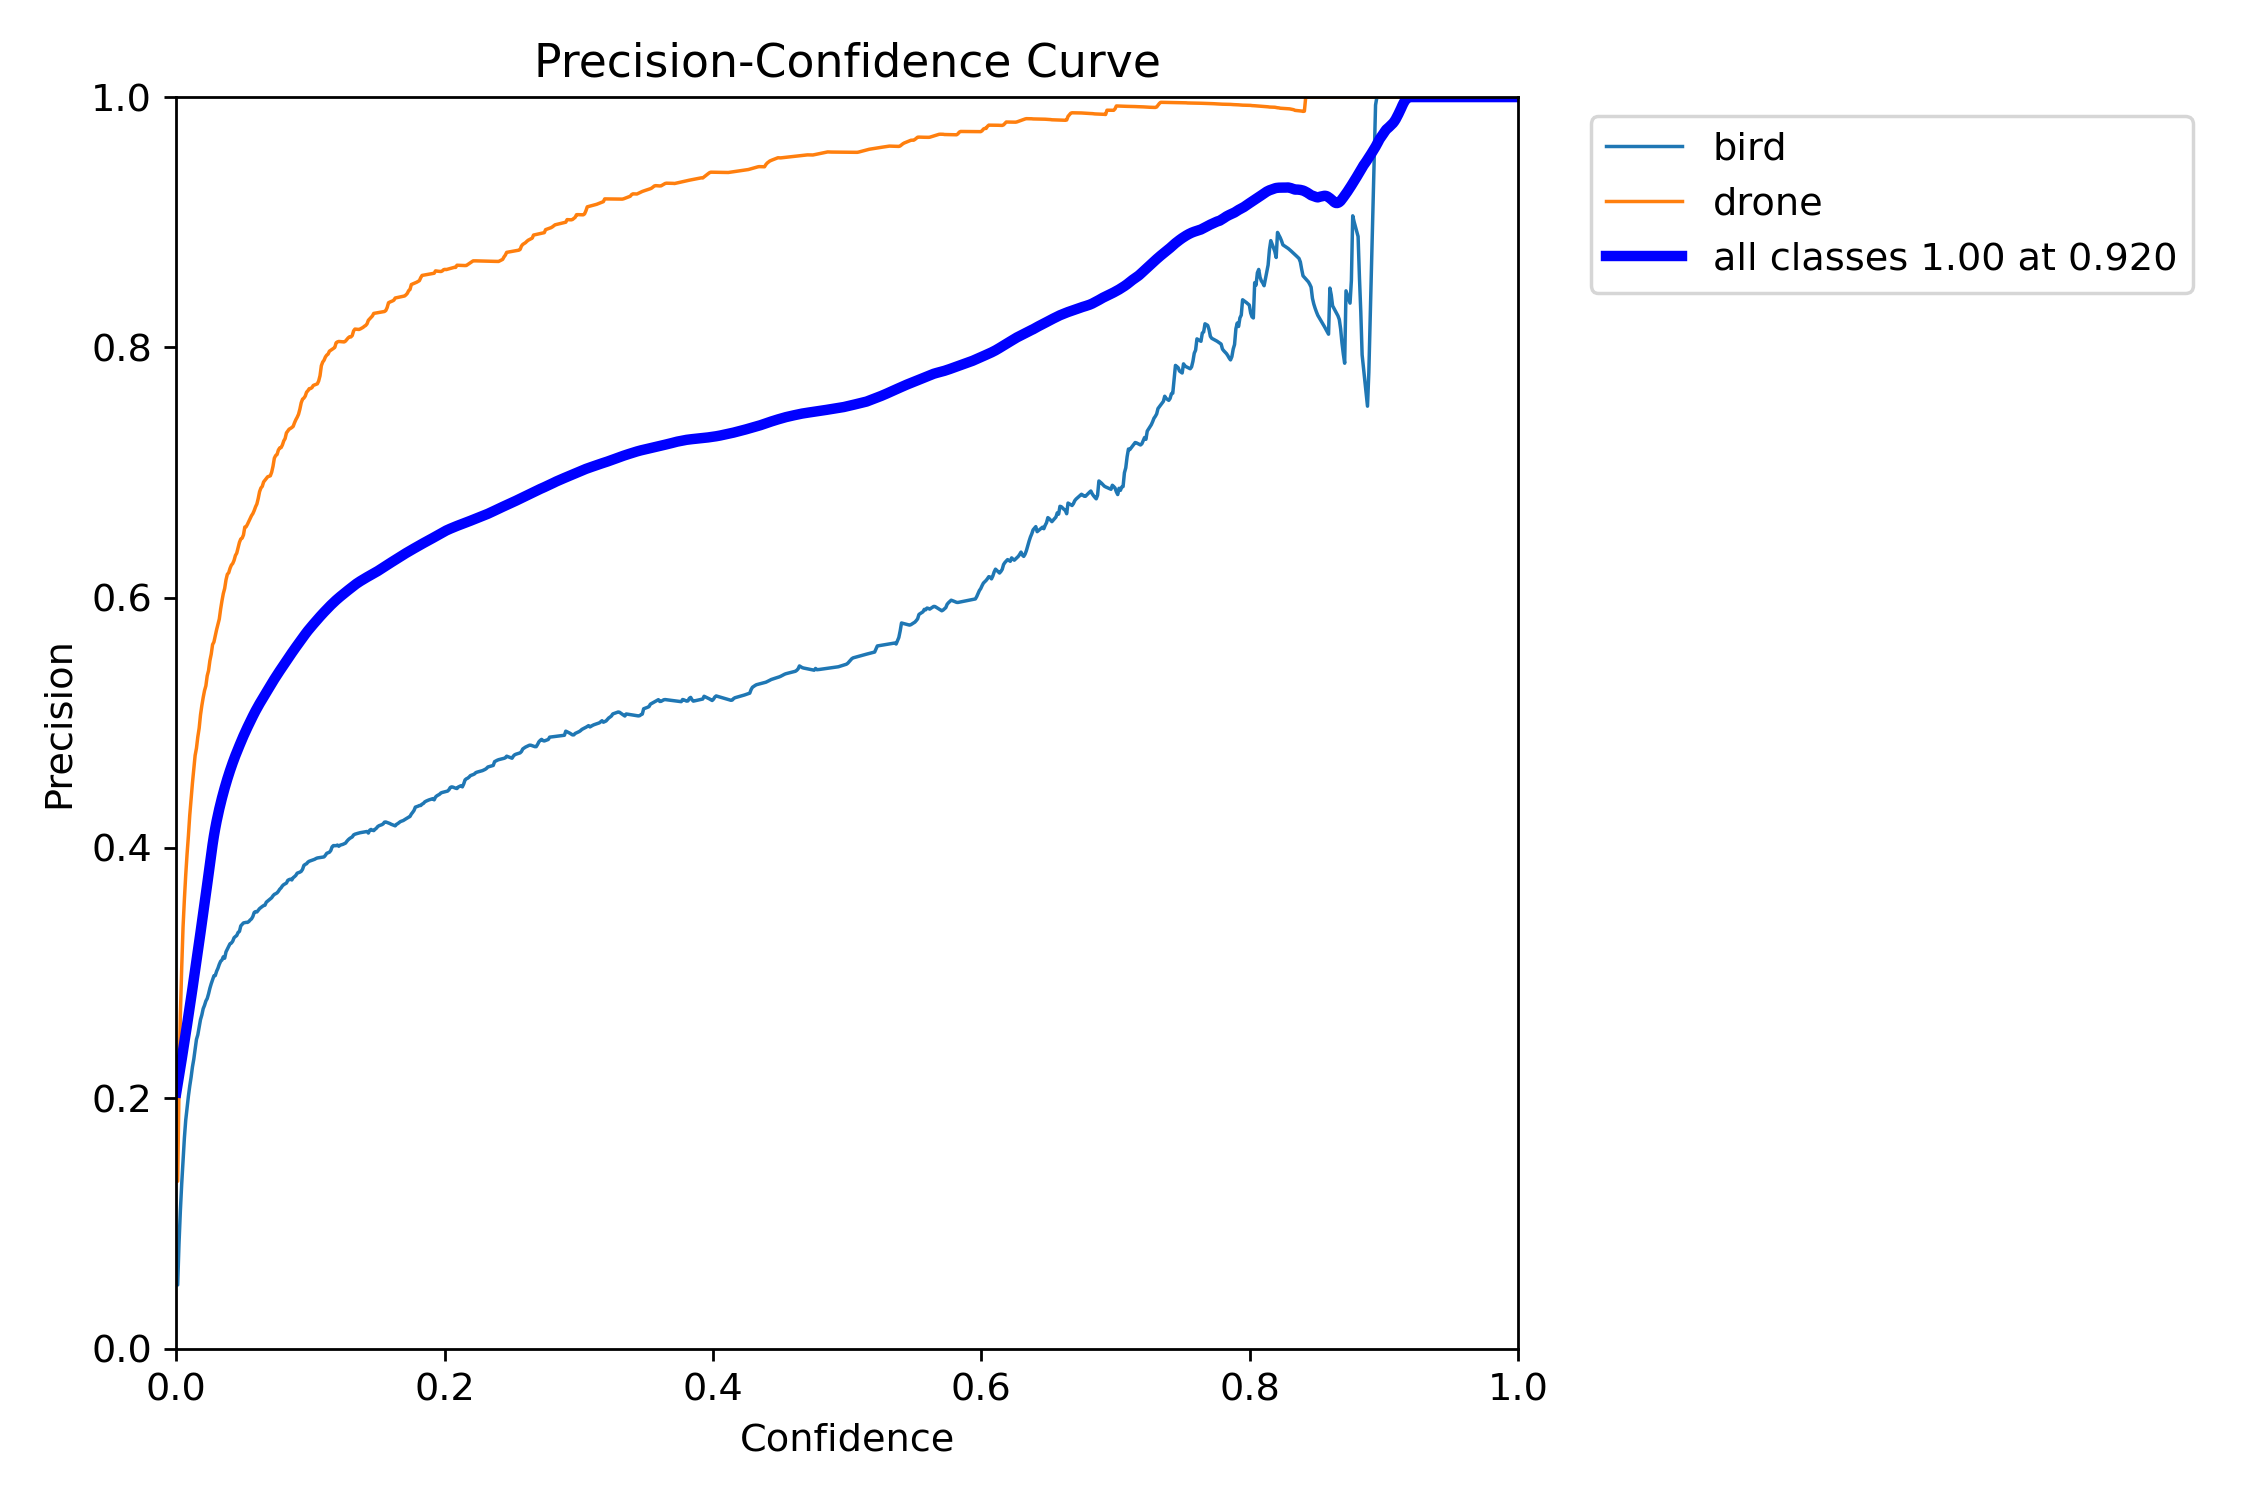 Precision-Confidence Curve
1.0
0.8
0.6
0.4
0.2
0.0
Precision
0.0 0.2 0.4 0.6 0.8 1.0
Confidence
bird
drone
all classes 1.00 at 0.920